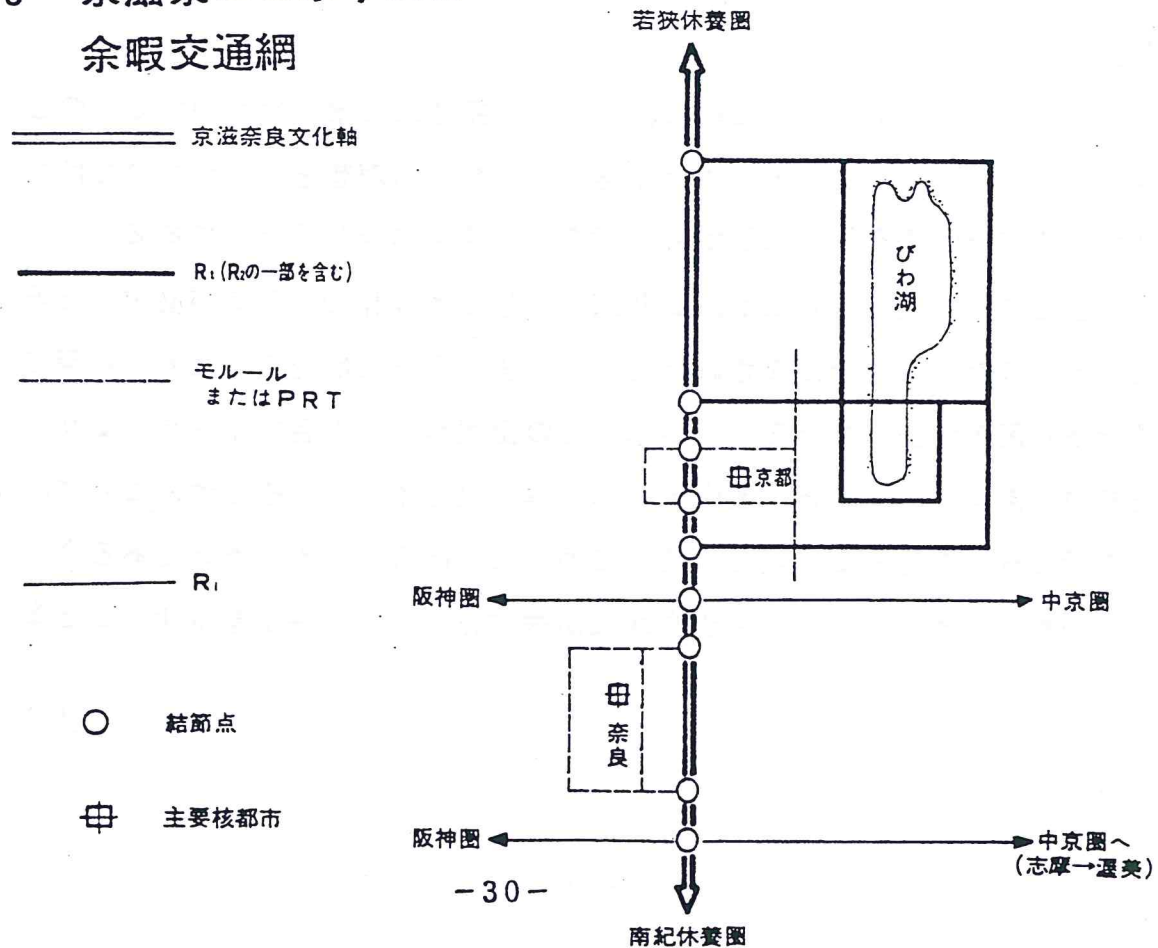 余暇交通網
京滋奈良文化軸
R₁(R₂の一部を含む)
モルール
またはPRT
R₁
結節点
主要核都市
若狭休養圏
びわ湖
京都
阪神圏
中京圏
奈良
阪神圏
中京圏へ
(志摩→渥美)
南紀休養圏
-30-